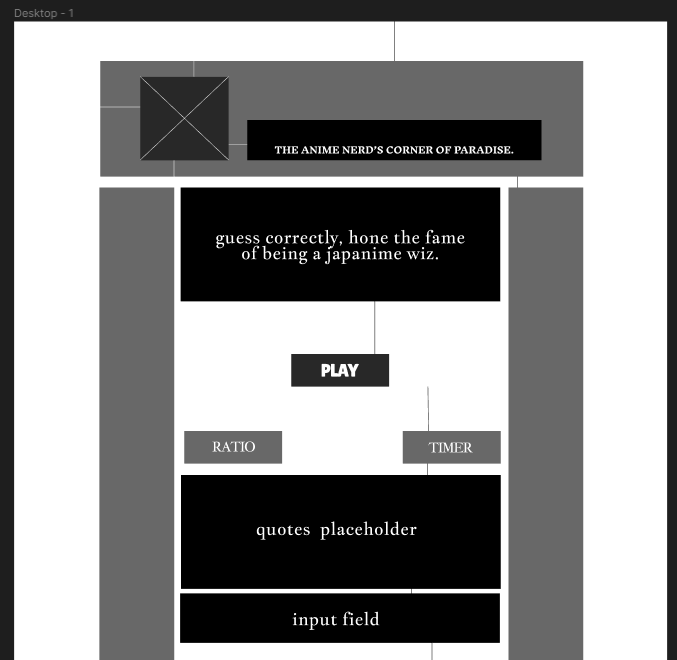 Desktop - 1
THE ANIME NERD'S CORNER OF PARADISE.
guess correctly, hone the fame
of being a japanime wiz.
PLAY
RATIO
TIMER
quotes placeholder
input field